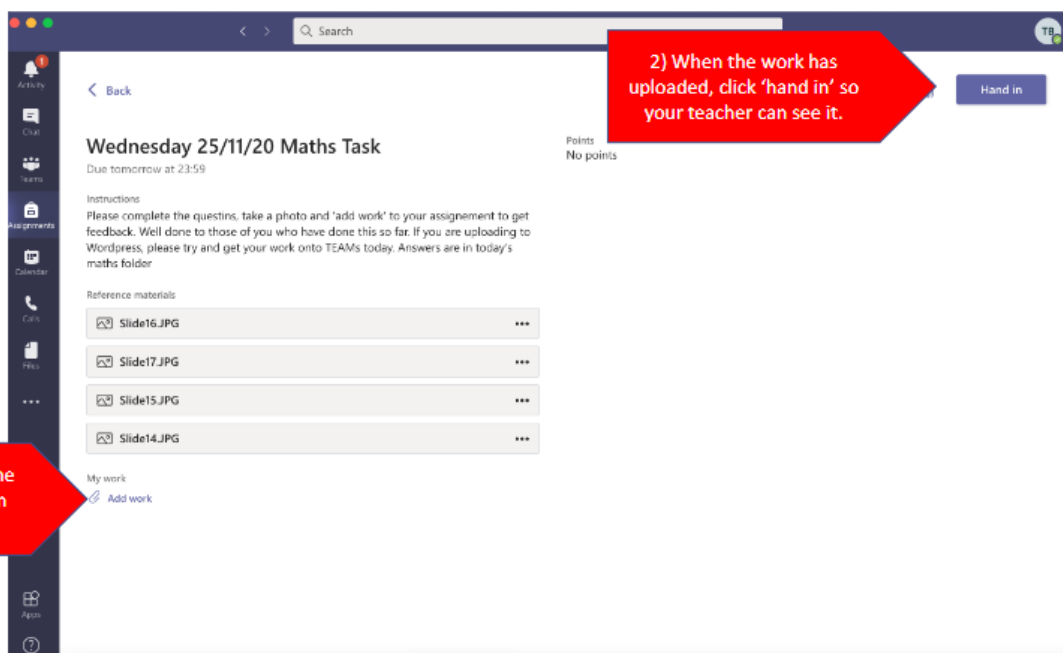 Search
TB
2) When the work has
uploaded, click ‘hand in’ so
your teacher can see it.
1
Activity
Back
Hand in
Chat
Wednesday 25/11/20 Maths Task
Points
No points
Due tomorrow at 23:59
Teams
Instructions
Please complete the questins, take a photo and 'add work' to your assignement to get
feedback. Well done to those of you who have done this so far. If you are uploading to
Wordpress, please try and get your work onto TEAMs today. Answers are in today's
maths folder
Assignments
Calendar
Reference materials
Calls
Slide16.JPG
Files
Slide17.JPG
Slide15.JPG
Slide14.JPG
My work
Add work
Apps